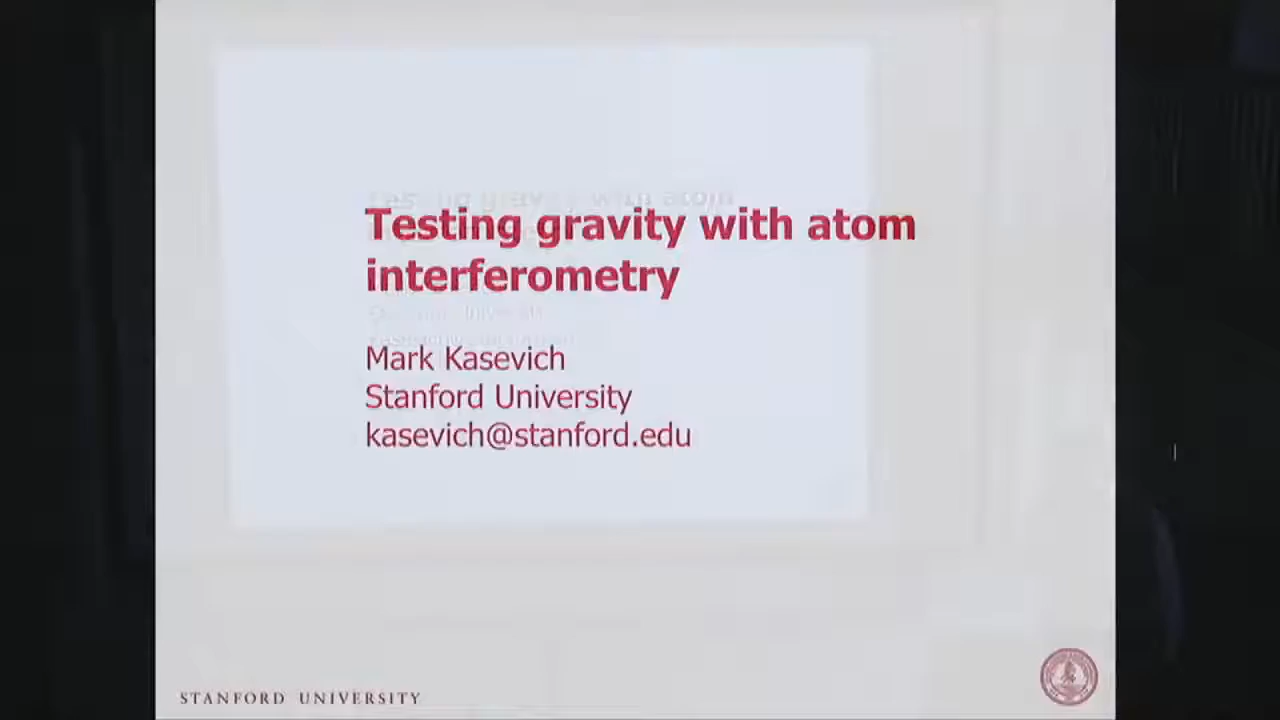 Testing gravity with atom
interferometry
Mark Kasevich
Stanford University
kasevich@stanford.edu
STANFORD UNIVERSITY